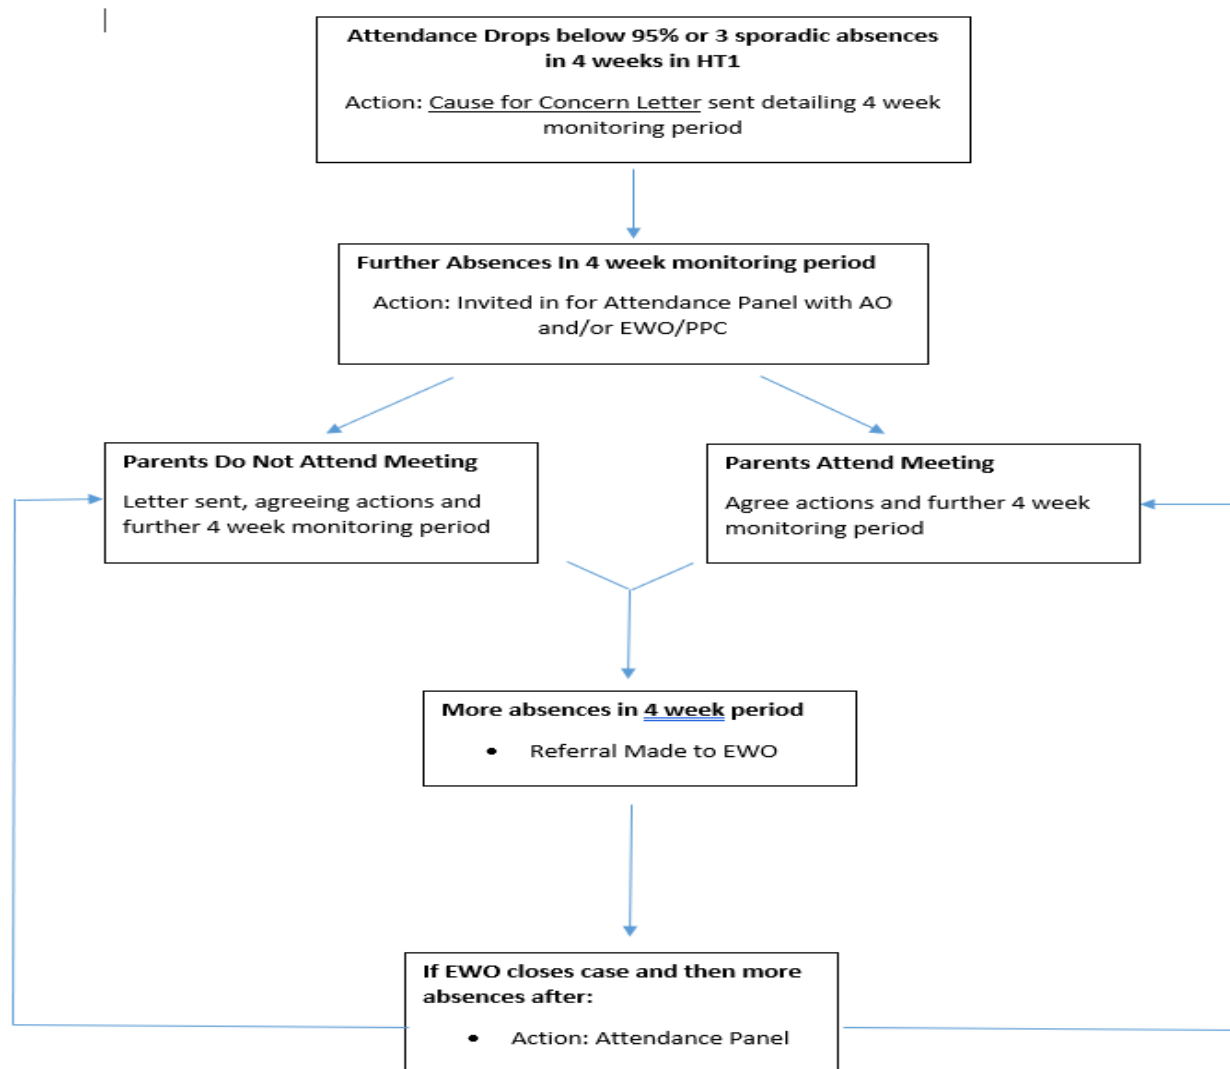 Attendance Drops below 95% or 3 sporadic absences
in 4 weeks in HT1
Action: Cause for Concern Letter sent detailing 4 week
monitoring period
Further Absences In 4 week monitoring period
Action: Invited in for Attendance Panel with AO
and/or EWO/PPC
Parents Do Not Attend Meeting
Letter sent, agreeing actions and
further 4 week monitoring period
Parents Attend Meeting
Agree actions and further 4 week
monitoring period
More absences in 4 week period
• Referral Made to EWO
If EWO closes case and then more
absences after:
• Action: Attendance Panel